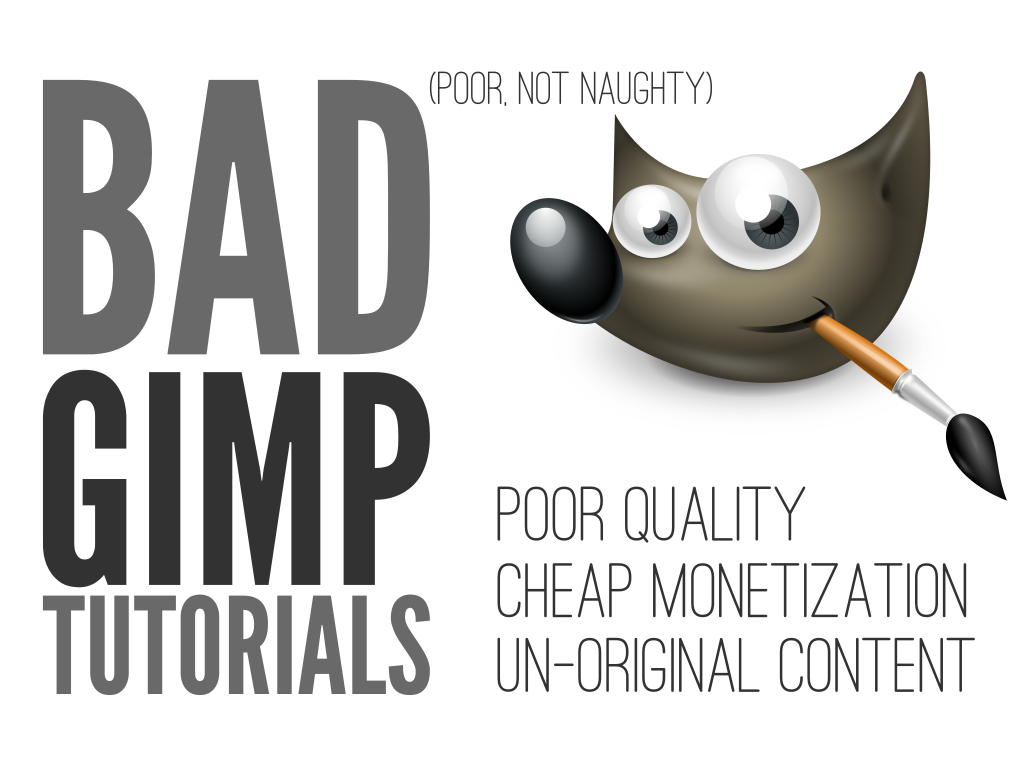 BAD
(POOR, NOT NAUGHTY)
GIMP
TUTORIALS
POOR QUALITY
CHEAP MONETIZATION
UN-ORIGINAL CONTENT